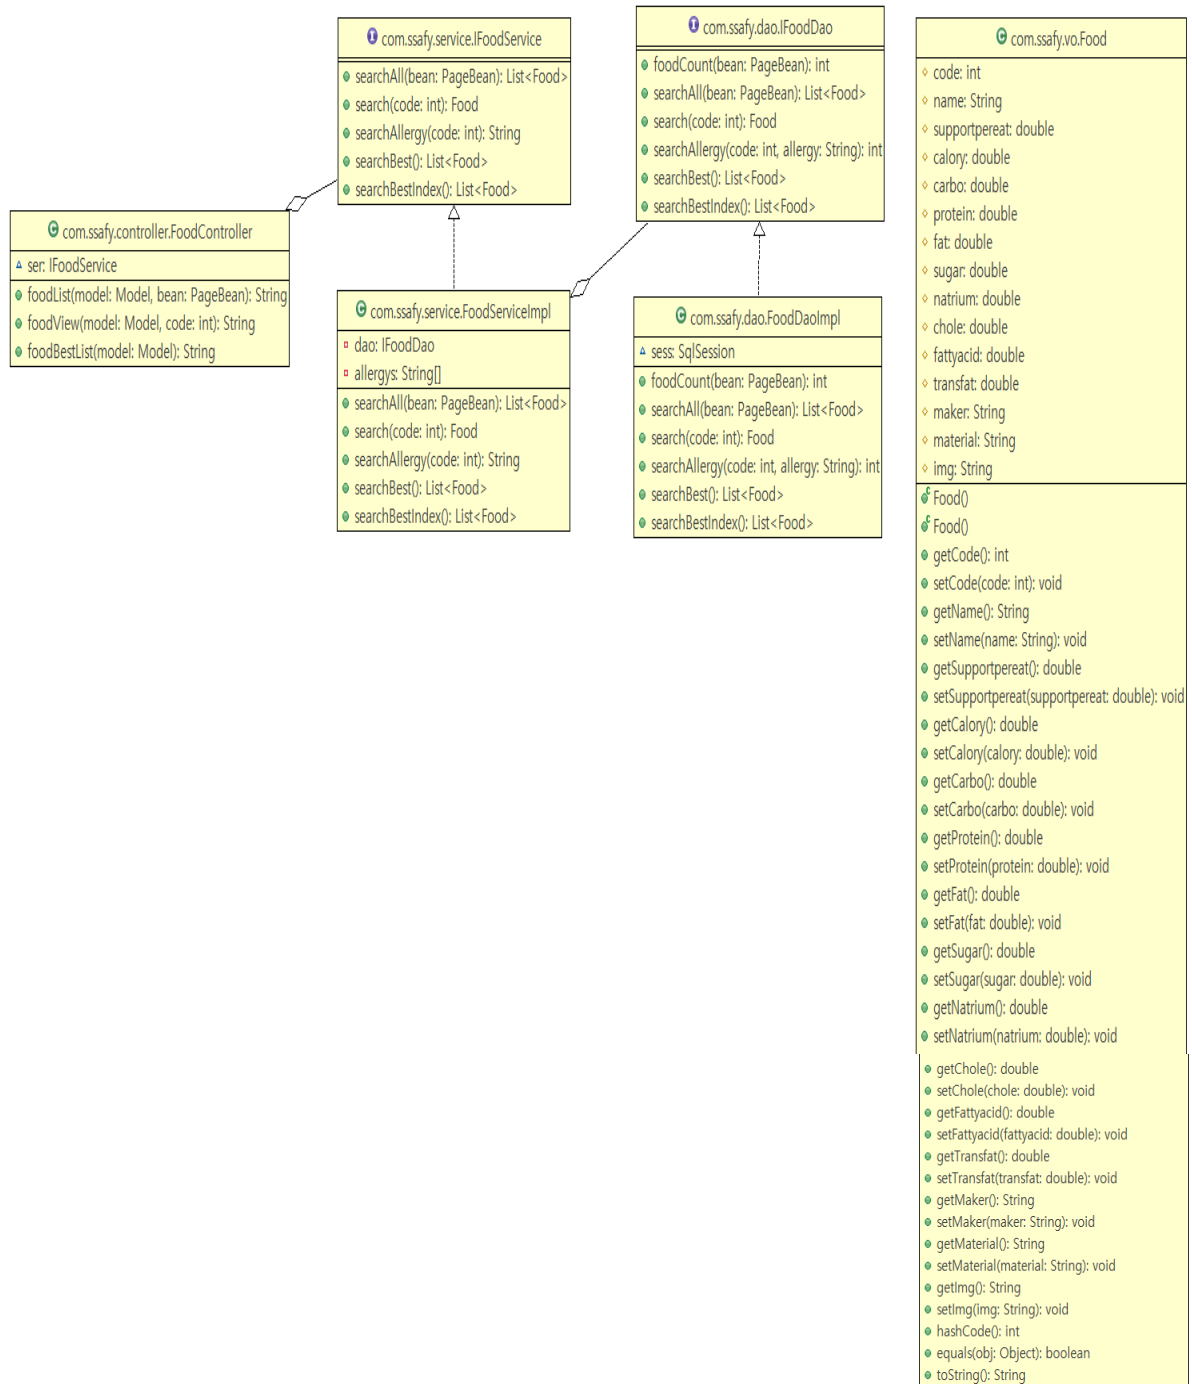 com.ssafy.service.IFoodService
searchAll(bean: PageBean): List<Food>
search(code: int): Food
searchAllergy(code: int): String
searchBest(): List<Food>
searchBestIndex(): List<Food>
com.ssafy.dao.IFoodDao
foodCount(bean: PageBean): int
searchAll(bean: PageBean): List<Food>
search(code: int): Food
searchAllergy(code: int, allergy: String): int
searchBest(): List<Food>
searchBestIndex(): List<Food>
com.ssafy.controller.FoodController
ser: IFoodService
foodList(model: Model, bean: PageBean): String
foodView(model: Model, code: int): String
foodBestList(model: Model): String
com.ssafy.service.FoodServiceImpl
dao: IFoodDao
allergys: String[]
searchAll(bean: PageBean): List<Food>
search(code: int): Food
searchAllergy(code: int): String
searchBest(): List<Food>
searchBestIndex(): List<Food>
com.ssafy.dao.FoodDaoImpl
sess: SqlSession
foodCount(bean: PageBean): int
searchAll(bean: PageBean): List<Food>
search(code: int): Food
searchAllergy(code: int, allergy: String): int
searchBest(): List<Food>
searchBestIndex(): List<Food>
com.ssafy.vo.Food
code: int
name: String
supportpereat: double
calory: double
carbo: double
protein: double
fat: double
sugar: double
natrium: double
chole: double
fattyacid: double
transfat: double
maker: String
material: String
img: String
Food()
Food()
getCode(): int
setCode(code: int): void
getName(): String
setName(name: String): void
getSupportpereat(): double
setSupportpereat(supportpereat: double): void
getCalory(): double
setCalory(calory: double): void
getCarbo(): double
setCarbo(carbo: double): void
getProtein(): double
setProtein(protein: double): void
getFat(): double
setFat(fat: double): void
getSugar(): double
setSugar(sugar: double): void
getNatrium(): double
setNatrium(natrium: double): void
getChole(): double
setChole(chole: double): void
getFattyacid(): double
setFattyacid(fattyacid: double): void
getTransfat(): double
setTransfat(transfat: double): void
getMaker(): String
setMaker(maker: String): void
getMaterial(): String
setMaterial(material: String): void
getImg(): String
setImg(img: String): void
hashCode(): int
equals(obj: Object): boolean
toString(): String